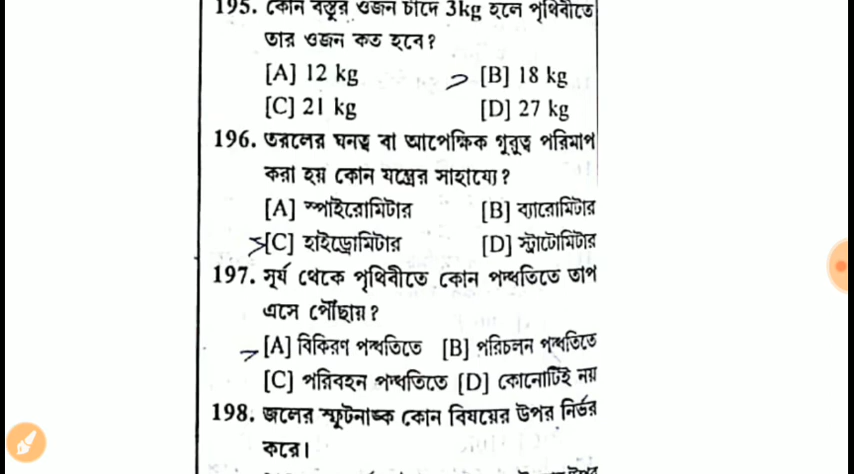 195. কোন বস্তুর ওজন চাঁদে 3kg হলে পৃথিবীতে
তার ওজন কত হবে?
[A] 12 kg [B] 18 kg
[C] 21 kg [D] 27 kg
196. তরলের ঘনত্ব বা আপেক্ষিক গুরুত্ব পরিমাপ
করা হয় কোন যন্ত্রের সাহায্যে?
[A] স্পাইরোমিটার [B] ব্যারোমিটার
[C] হাইড্রোমিটার [D] স্ট্রাটোমিটার
197. সূর্য থেকে পৃথিবীতে কোন পদ্ধতিতে তাপ
এসে পৌঁছায়?
[A] বিকিরণ পদ্ধতিতে [B] পরিচলন পদ্ধতিতে
[C] পরিবহন পদ্ধতিতে [D] কোনোটিই নয়
198. জলের স্ফুটনাঙ্ক কোন বিষয়ের উপর নির্ভর
করে।